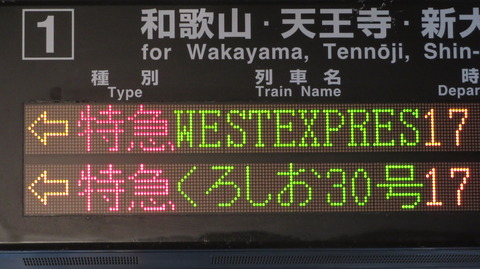 1 和歌山・天王寺・新大
for Wakayama, Tennōji, Shin-
種別 列車名 時
Type Train Name Depar
←特急WESTEXPRES17
←特急くろしお30号17